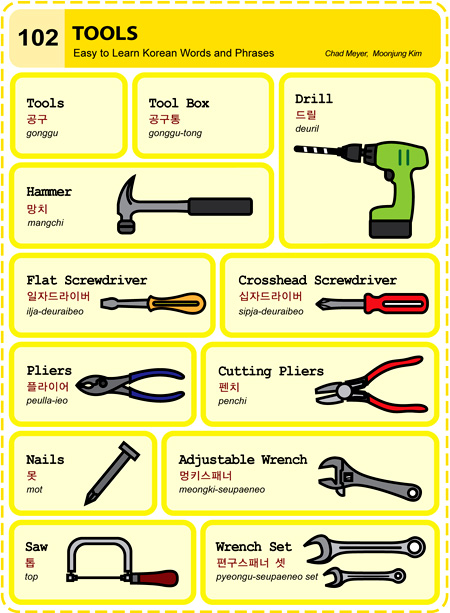 102
TOOLS
Easy to Learn Korean Words and Phrases
Chad Meyer, Moonjung Kim
Tools
공구
gonggu
Tool Box
공구통
gonggu-tong
Drill
드릴
deuril
Hammer
망치
mangchi
Flat Screwdriver
일자드라이버
ilja-deuraibeo
Crosshead Screwdriver
십자드라이버
sipja-deuraibeo
Pliers
플라이어
peulla-ieo
Cutting Pliers
펜치
penchi
Nails
못
mot
Adjustable Wrench
멍키스패너
meongki-seupaeneo
Saw
톱
top
Wrench Set
편구스패너 셋
pyeongu-seupaeneo set